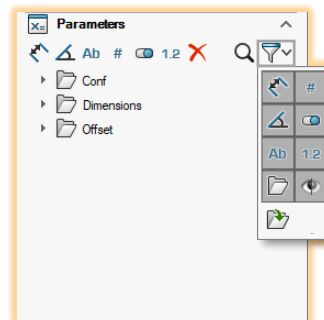 Parameters
Ab # 1.2
Conf
Dimensions
Offset
#
Ab 1.2